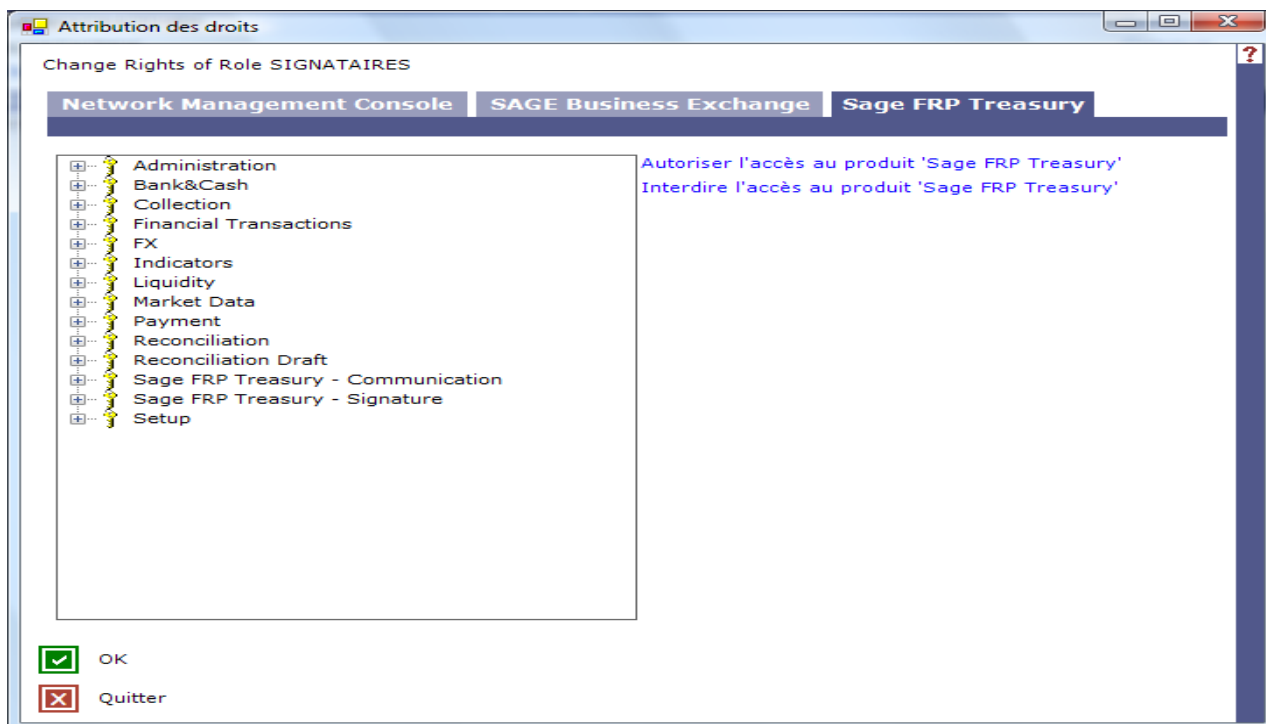 Attribution des droits
?
Change Rights of Role SIGNATAIRES
Network Management Console SAGE Business Exchange Sage FRP Treasury
Administration
Bank&Cash
Collection
Financial Transactions
FX
Indicators
Liquidity
Market Data
Payment
Reconciliation
Reconciliation Draft
Sage FRP Treasury - Communication
Sage FRP Treasury - Signature
Setup
Autoriser l'accès au produit 'Sage FRP Treasury'
Interdire l'accès au produit 'Sage FRP Treasury'
OK
Quitter